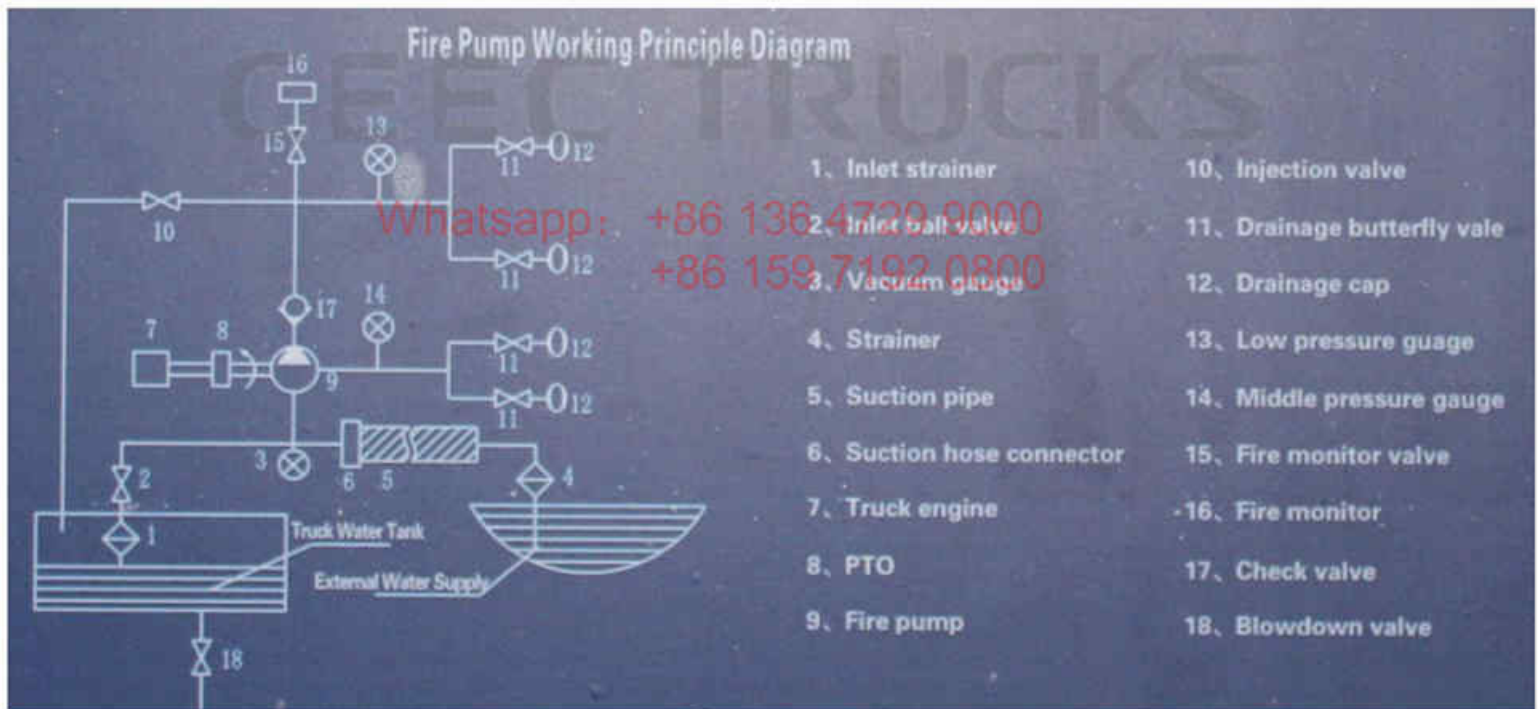 CEEC TRUCKS
Fire Pump Working Principle Diagram
16
15
13
11
12
10
11
12
Whatsapp: +86 136 4729 9000
+86 159 7192 0800
17
14
7
8
9
11
12
11
12
3
6
5
4
2
1
Truck Water Tank
External Water Supply
18
1、Inlet strainer
2、Inlet ball valve
3、Vacuum gauge
4、Strainer
5、Suction pipe
6、Suction hose connector
7、Truck engine
8、PTO
9、Fire pump
10、Injection valve
11、Drainage butterfly vale
12、Drainage cap
13、Low pressure guage
14、Middle pressure gauge
15、Fire monitor valve
-16、Fire monitor
17、Check valve
18、Blowdown valve